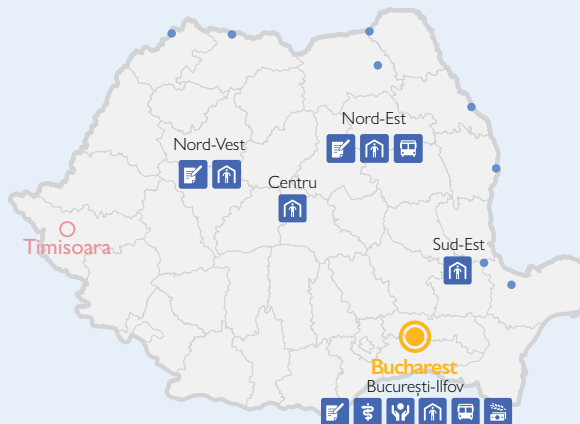 Nord-Est
Nord-Vest
Centru
Timisoara
Sud-Est
Bucharest
București-Ilfov